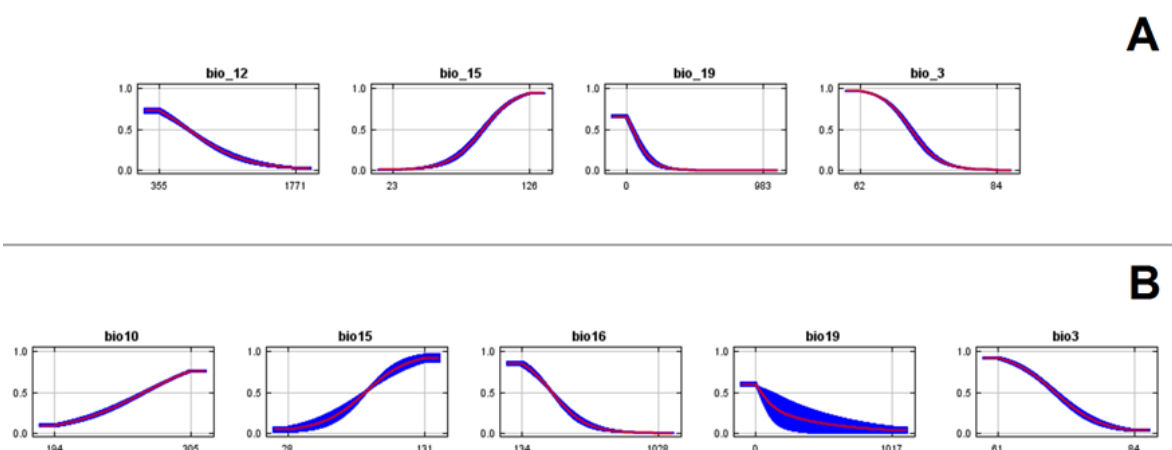 A
bio_12 bio_15 bio_19 bio_3
1.0 1.0 1.0 1.0
0.5 0.5 0.5 0.5
0.0 0.0 0.0 0.0
355 1771 23 126 0 983 62 84
B
bio10 bio15 bio16 bio19 bio3
1.0 1.0 1.0 1.0 1.0
0.5 0.5 0.5 0.5 0.5
0.0 0.0 0.0 0.0 0.0
194 305 131 134 1028 0 1017 61 84